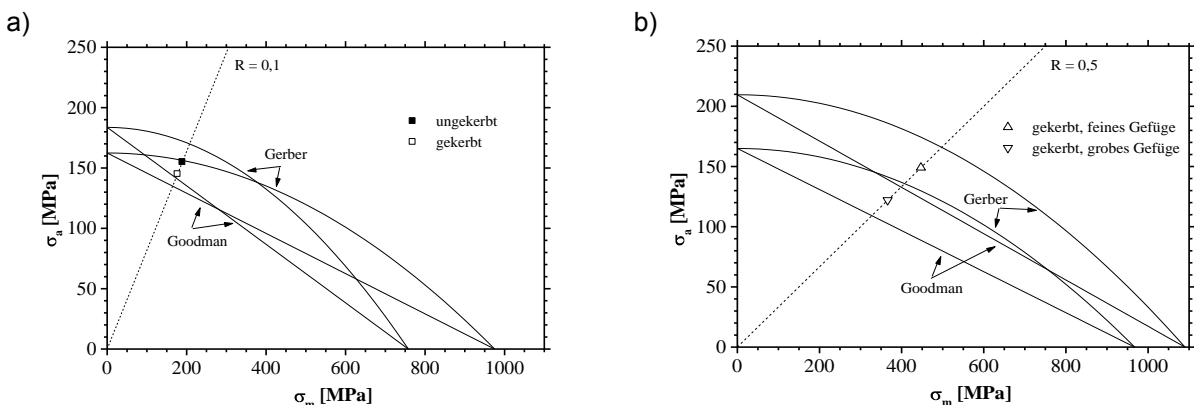 a)
250
200
150
100
50
0
σa [MPa]
R = 0,1
ungekerbt
gekerbt
Gerber
Goodman
0 200 400 600 800 1000
σm [MPa]
b)
250
200
150
100
50
0
σa [MPa]
R = 0,5
gekerbt, feines Gefüge
gekerbt, grobes Gefüge
Gerber
Goodman
0 200 400 600 800 1000
σm [MPa]